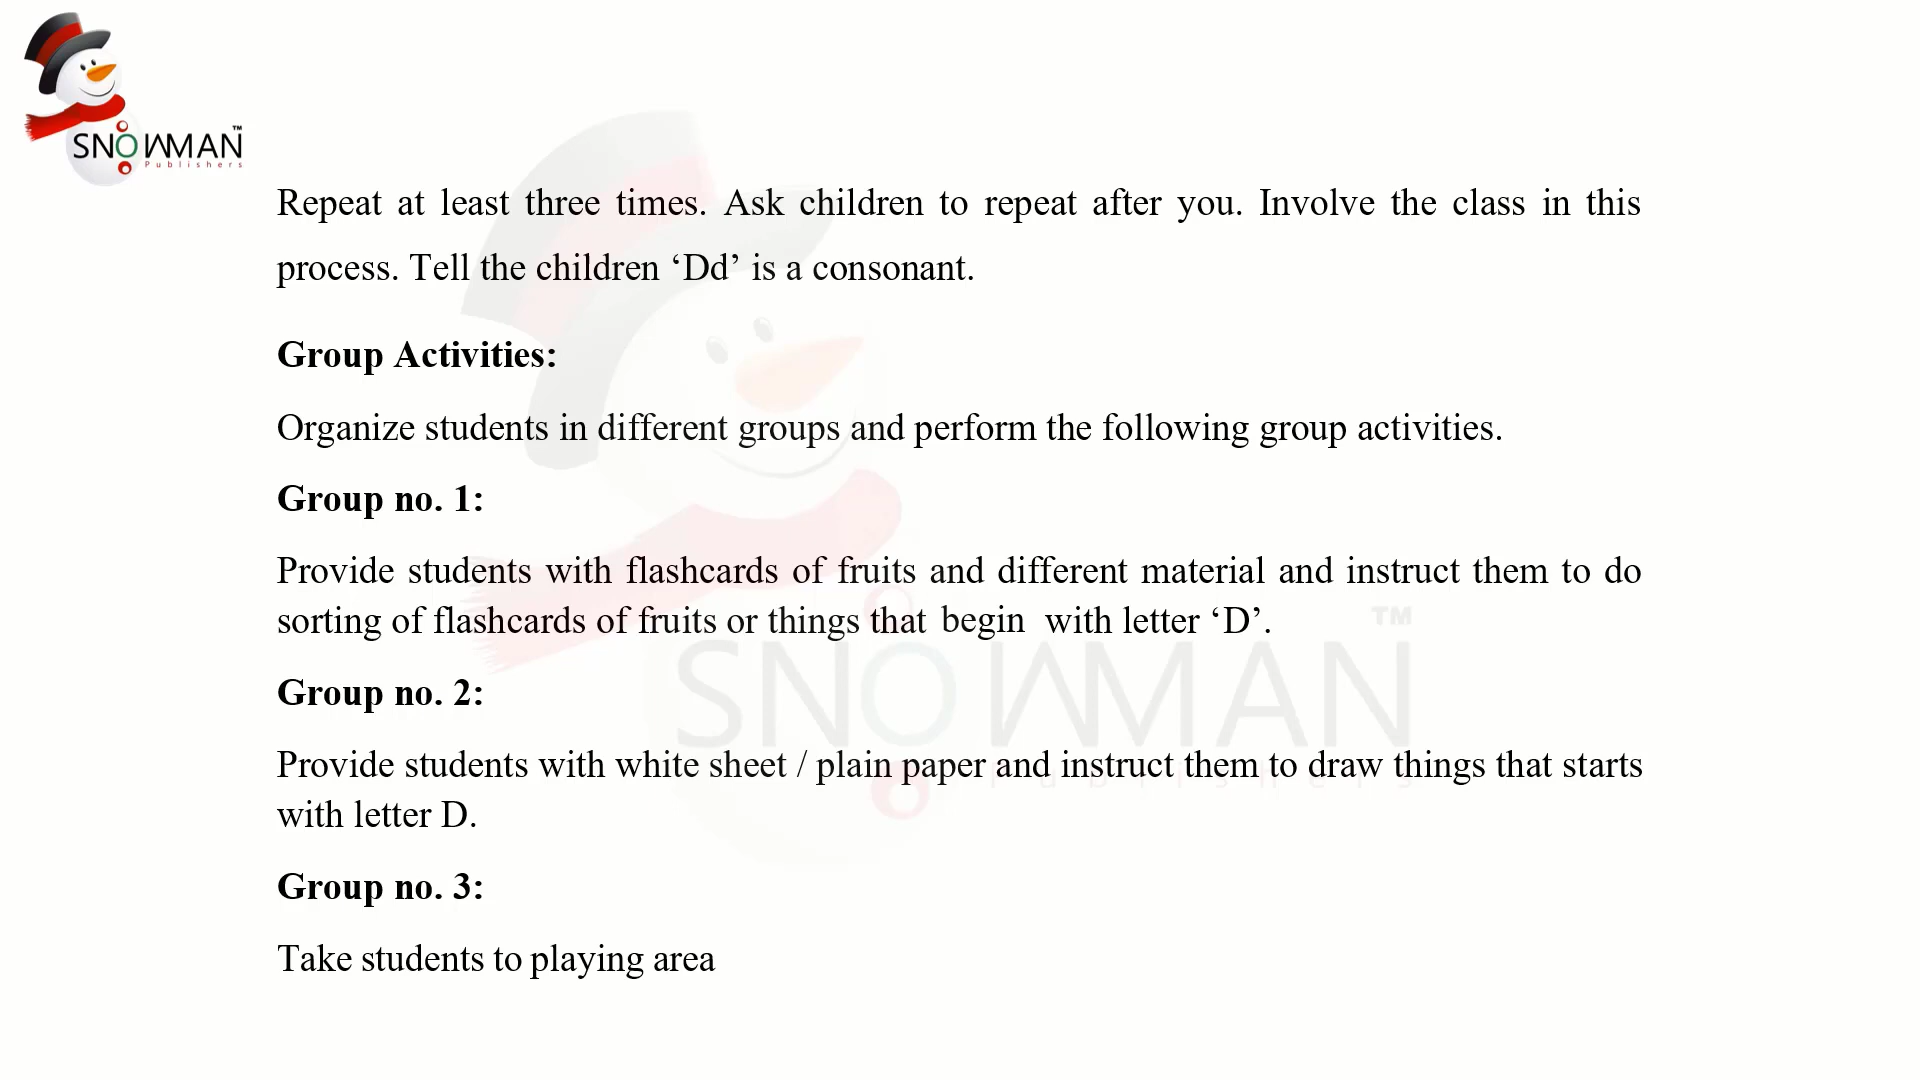 SNOWMAN™
Publishers
Repeat at least three times. Ask children to repeat after you. Involve the class in this
process. Tell the children ‘Dd’ is a consonant.
Group Activities:
Organize students in different groups and perform the following group activities.
Group no. 1:
Provide students with flashcards of fruits and different material and instruct them to do
sorting of flashcards of fruits or things that begin with letter ‘D’.
Group no. 2:
Provide students with white sheet / plain paper and instruct them to draw things that starts
with letter D.
Group no. 3:
Take students to playing area
SNOWMAN™
Publishers